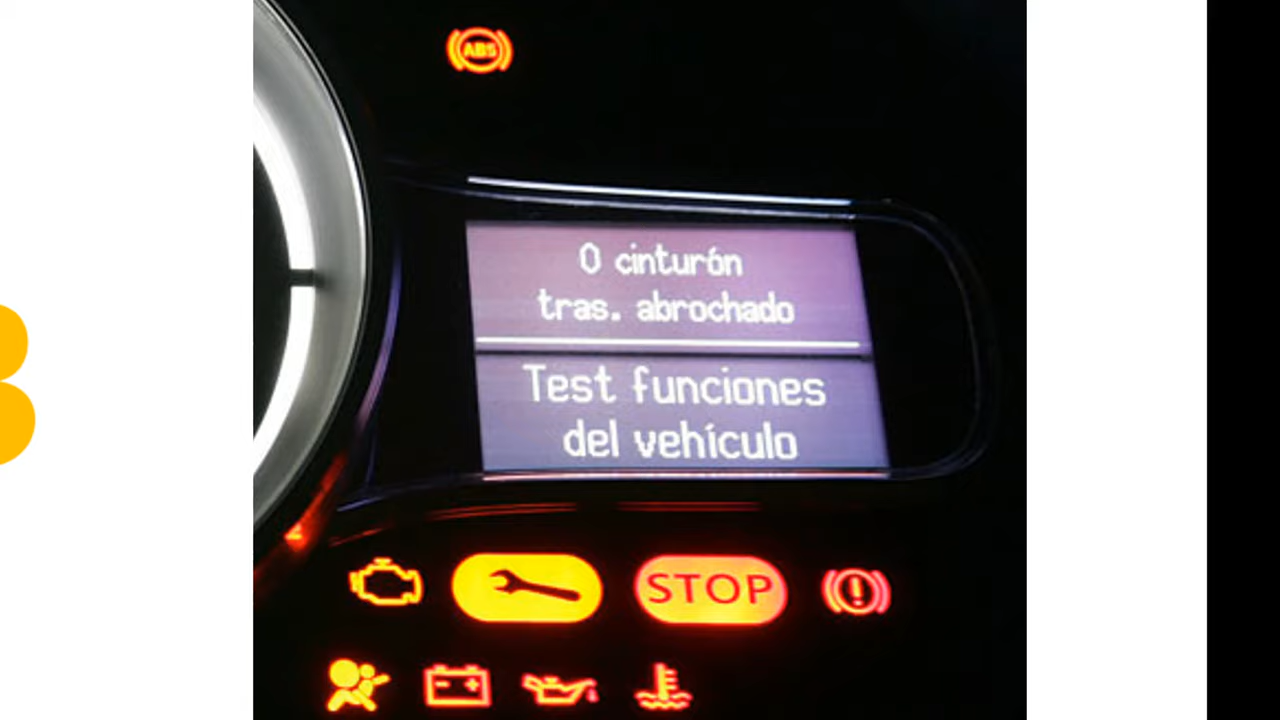 ABS
0 cinturón
tras. abrochado
Test funciones
del vehículo
STOP